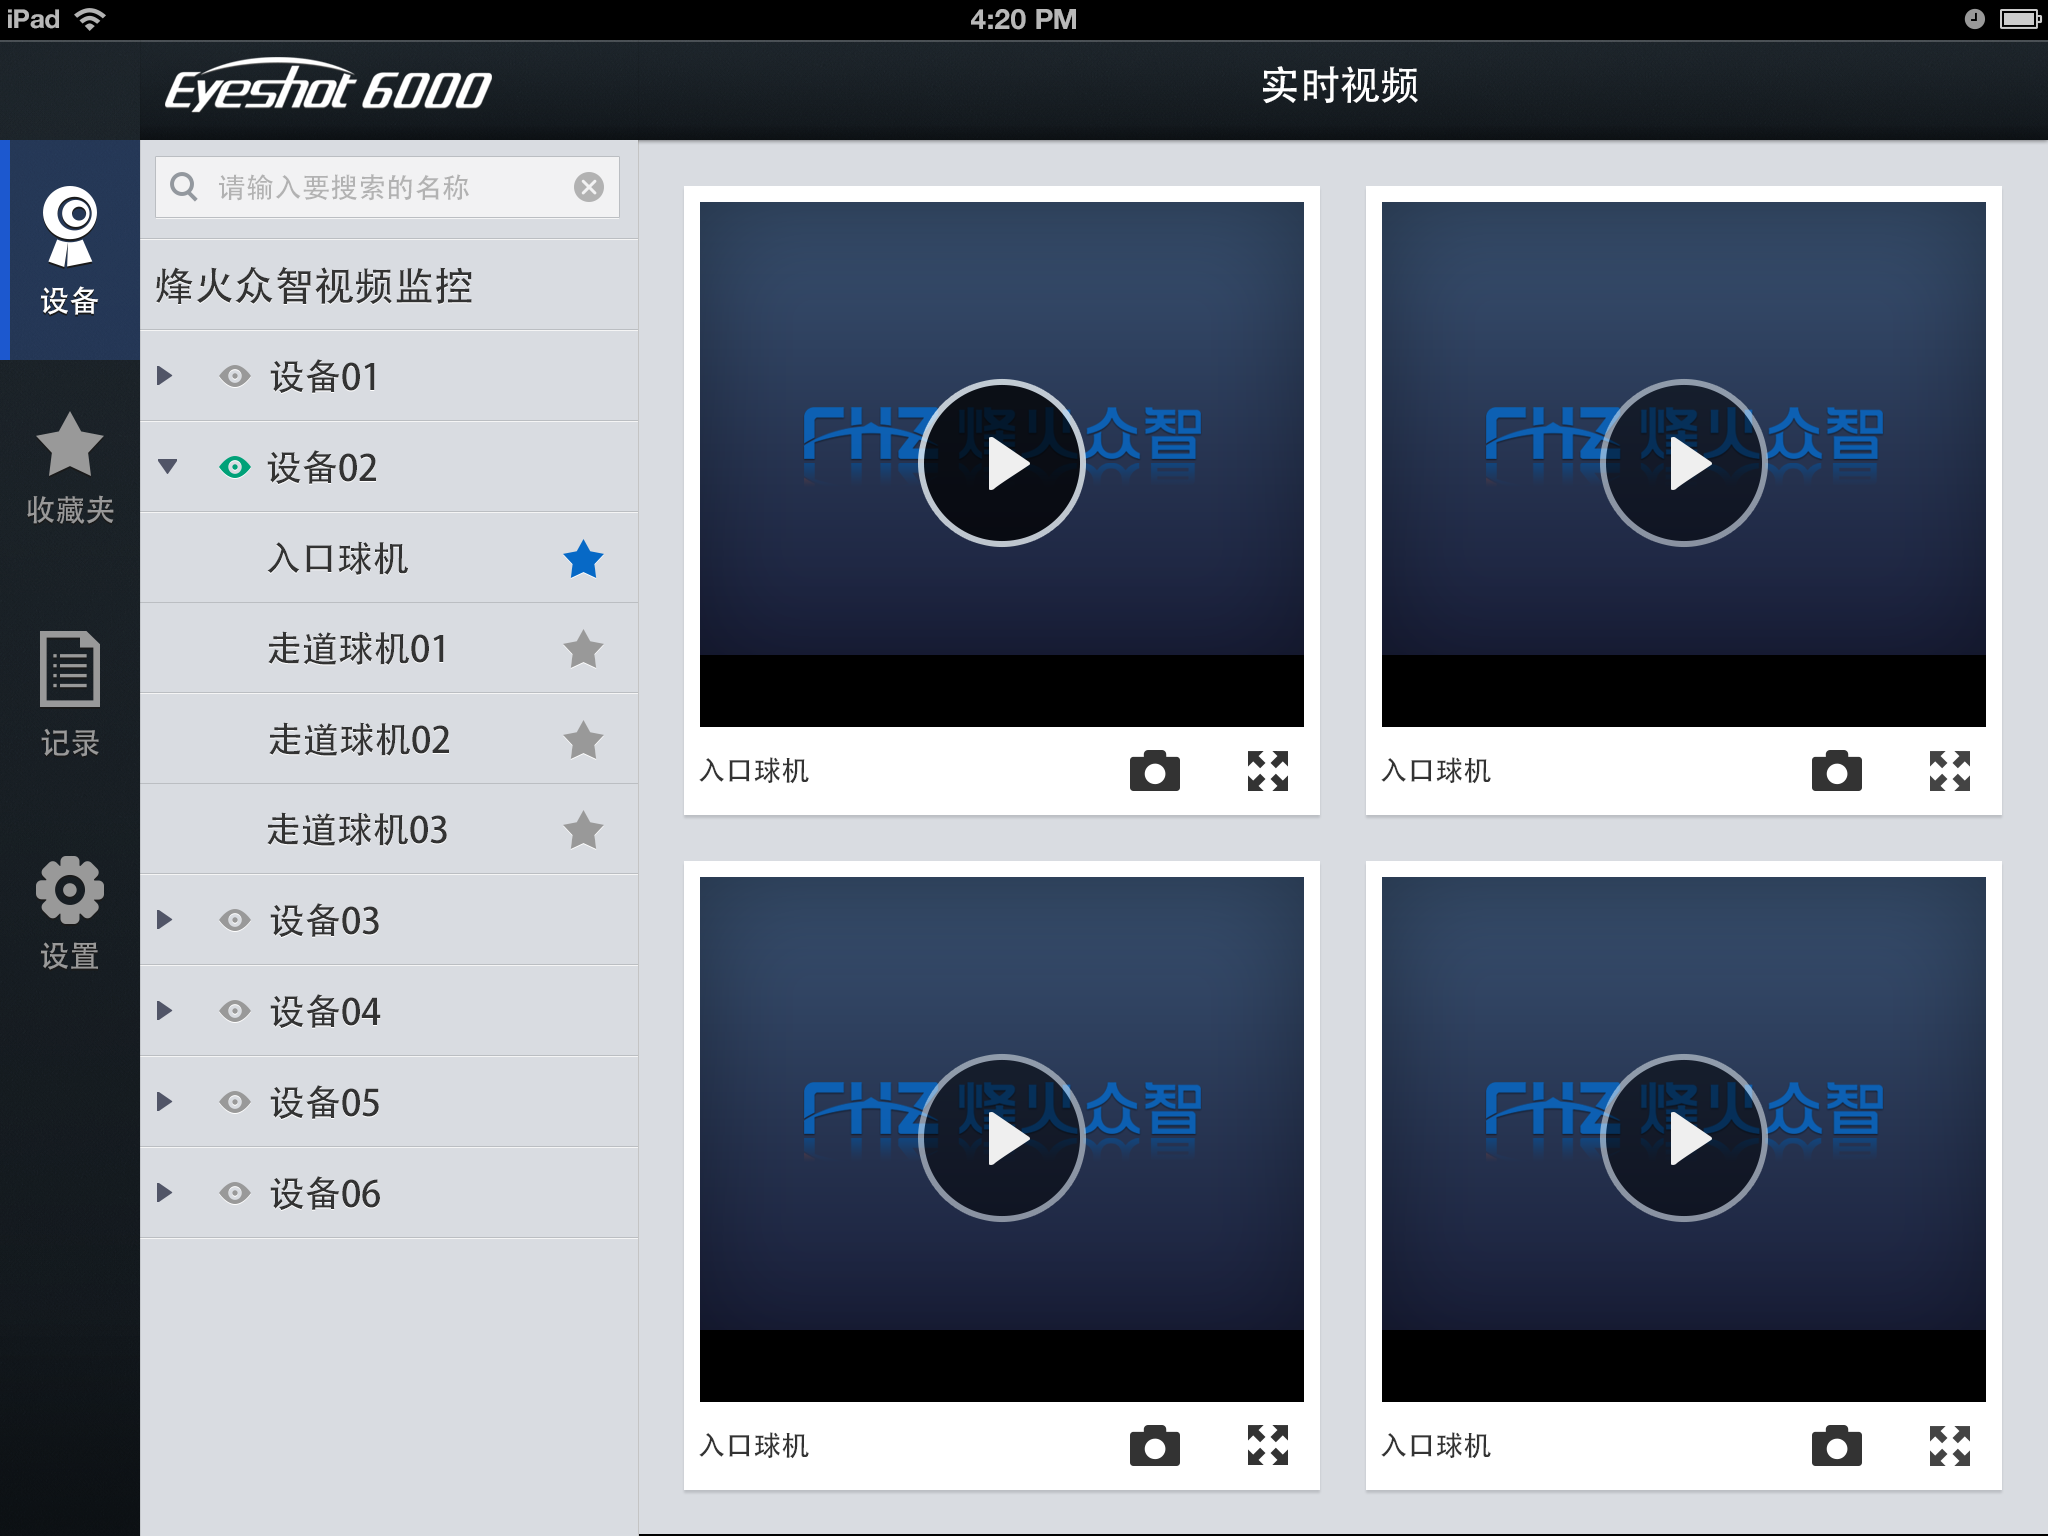 iPad
4:20 PM
Eyeshot 6000
实时视频
请输入要搜索的名称
设备
收藏夹
记录
设置
烽火众智视频监控
设备01
设备02
入口球机
走道球机01
走道球机02
走道球机03
设备03
设备04
设备05
设备06
FHZ 烽火众智
入口球机
FHZ 烽火众智
入口球机
FHZ 烽火众智
入口球机
FHZ 烽火众智
入口球机